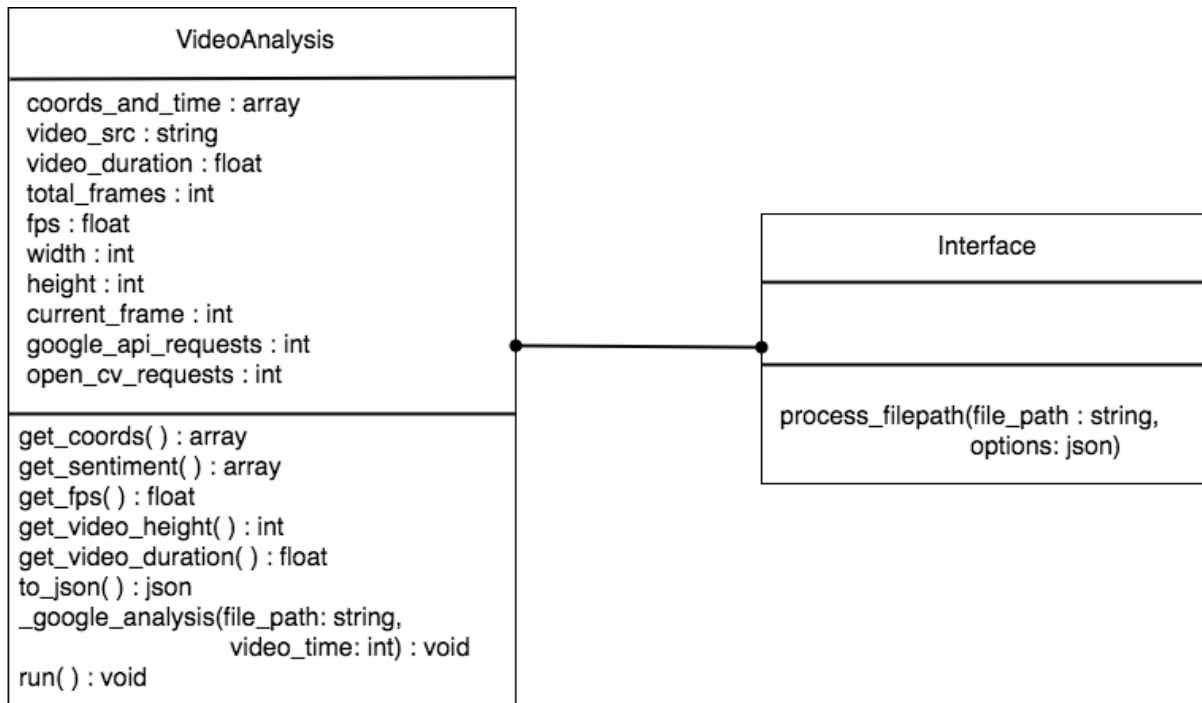 VideoAnalysis
coords_and_time : array
video_src : string
video_duration : float
total_frames : int
fps : float
width : int
height : int
current_frame : int
google_api_requests : int
open_cv_requests : int
get_coords( ) : array
get_sentiment( ) : array
get_fps( ) : float
get_video_height( ) : int
get_video_duration( ) : float
to_json( ) : json
_google_analysis(file_path: string,
video_time: int) : void
run( ) : void
Interface
process_filepath(file_path : string,
options: json)